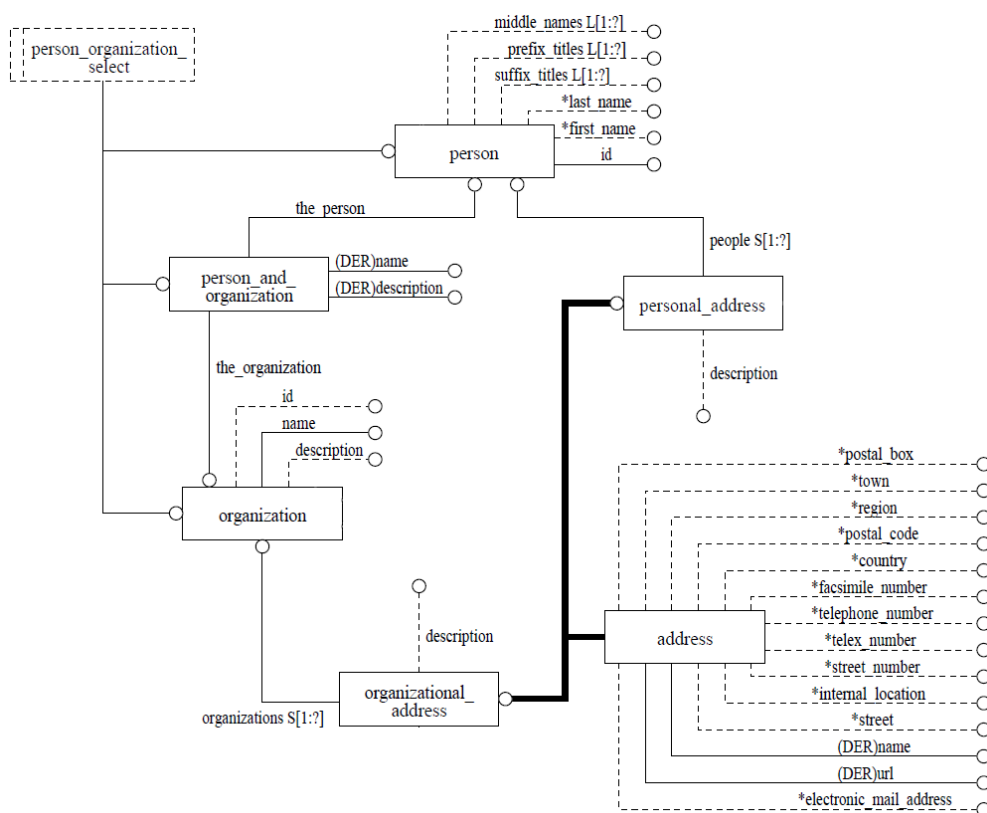 middle_names L[1:?]
person_organization_
select
prefix_titles L[1:?]
suffix_titles L[1:?]
*last_name
*first_name
person
id
the_person
people S[1:?]
(DER)name
person_and_
organization
(DER)description
personal_address
the_organization
description
id
name
description
*postal_box
*town
*region
organization
*postal_code
*country
*facsimile_number
*telephone_number
description
address
*telex_number
*street_number
organizational_
address
*internal_location
organizations S[1:?]
*street
(DER)name
(DER)url
*electronic_mail_address